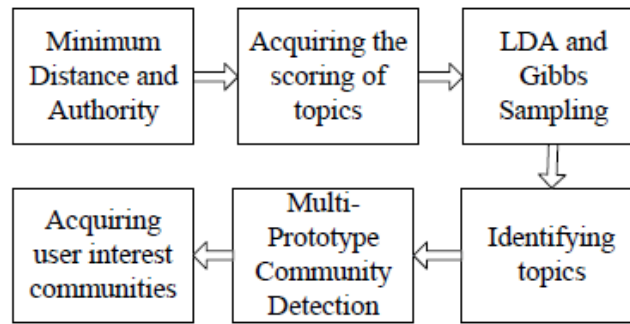 Minimum
Distance and
Authority
Acquiring the
scoring of
topics
LDA and
Gibbs
Sampling
Identifying
topics
Multi-
Prototype
Community
Detection
Acquiring
user interest
communities